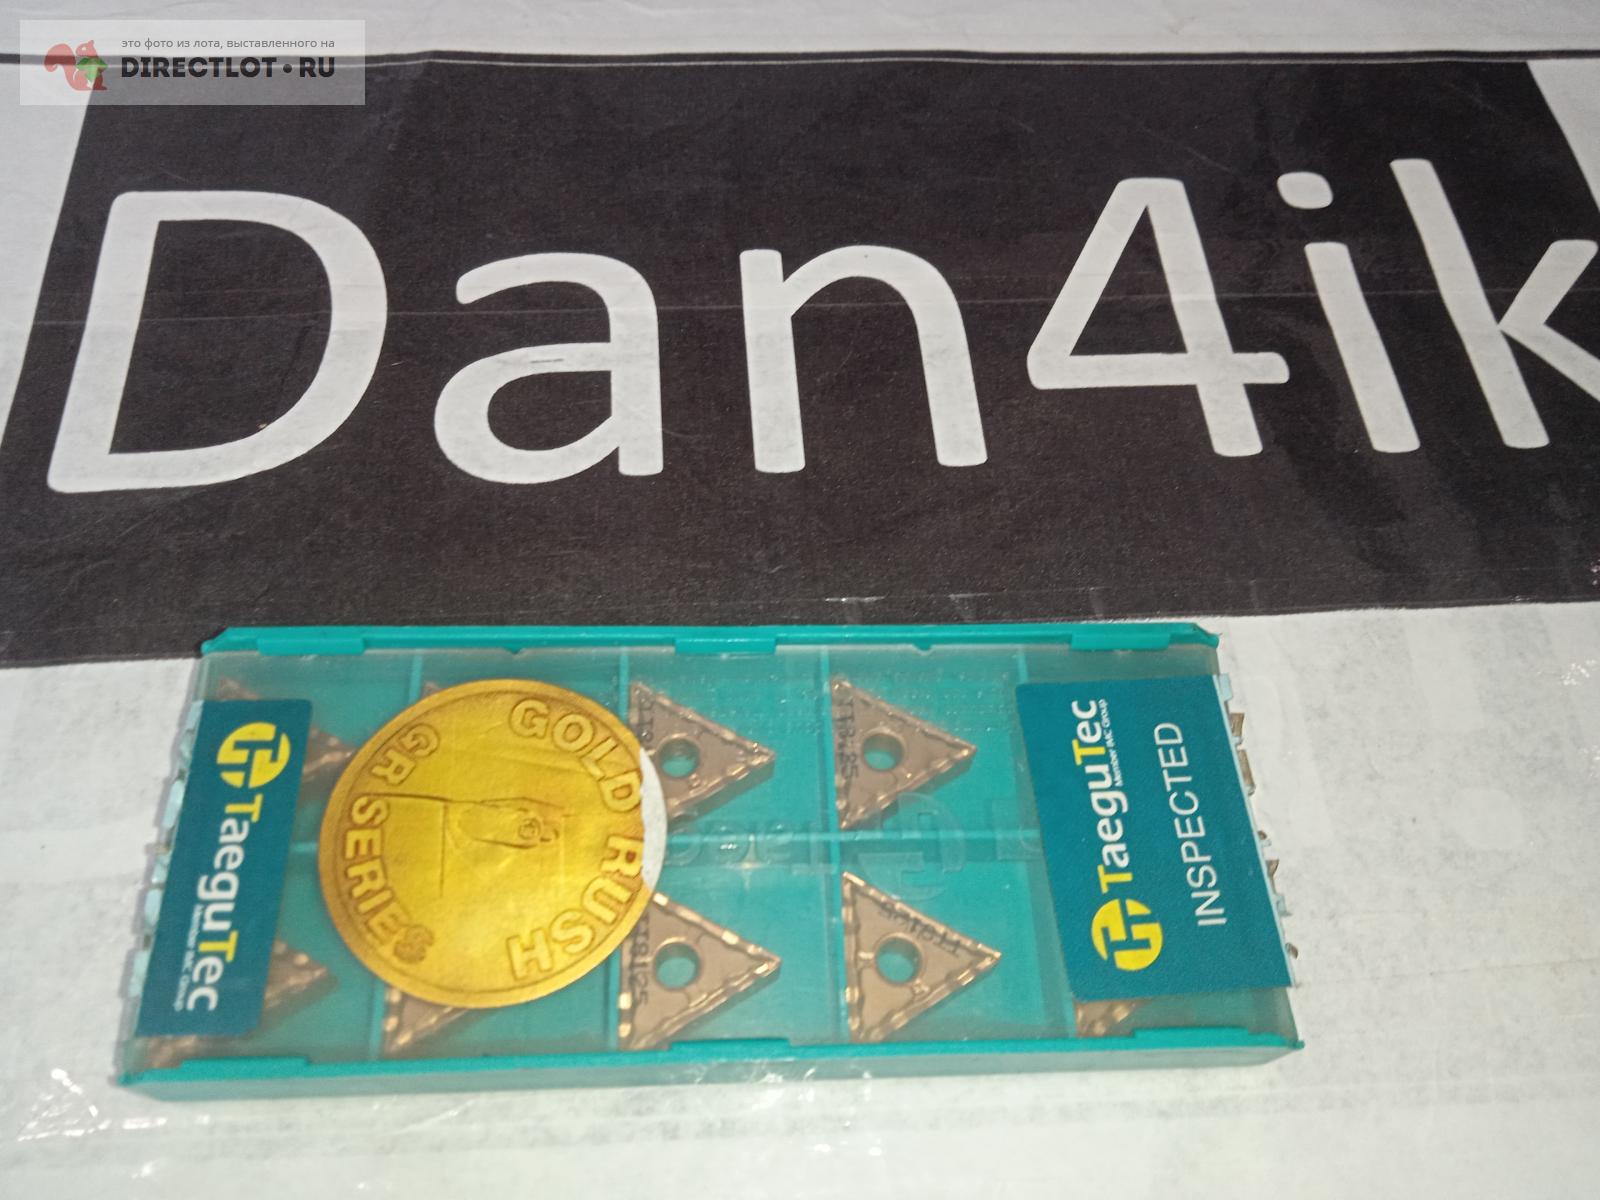 это фото из лота, выставленного на
DIRECTLOT•RU
Dan4ik
TaeguTec
Member IMC Group
GOLD RUSH
GR SERIES
TT8125
TT8125
TT8125
TaeguTec
Member IMC Group
INSPECTED